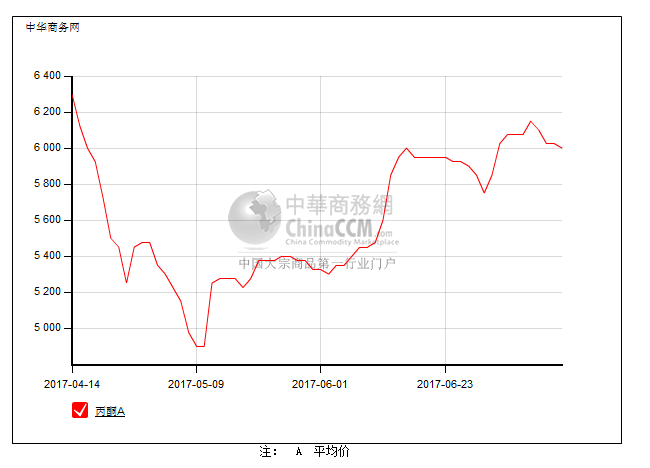 中华商务网
6 400
6 200
6 000
5 800
5 600
5 400
5 200
5 000
中華商務網
ChinaCCM.com
China Commodity Marketplace
中国大宗商品第一行业门户
2017-04-14 2017-05-09 2017-06-01 2017-06-23
丙酮A
注： A 平均价